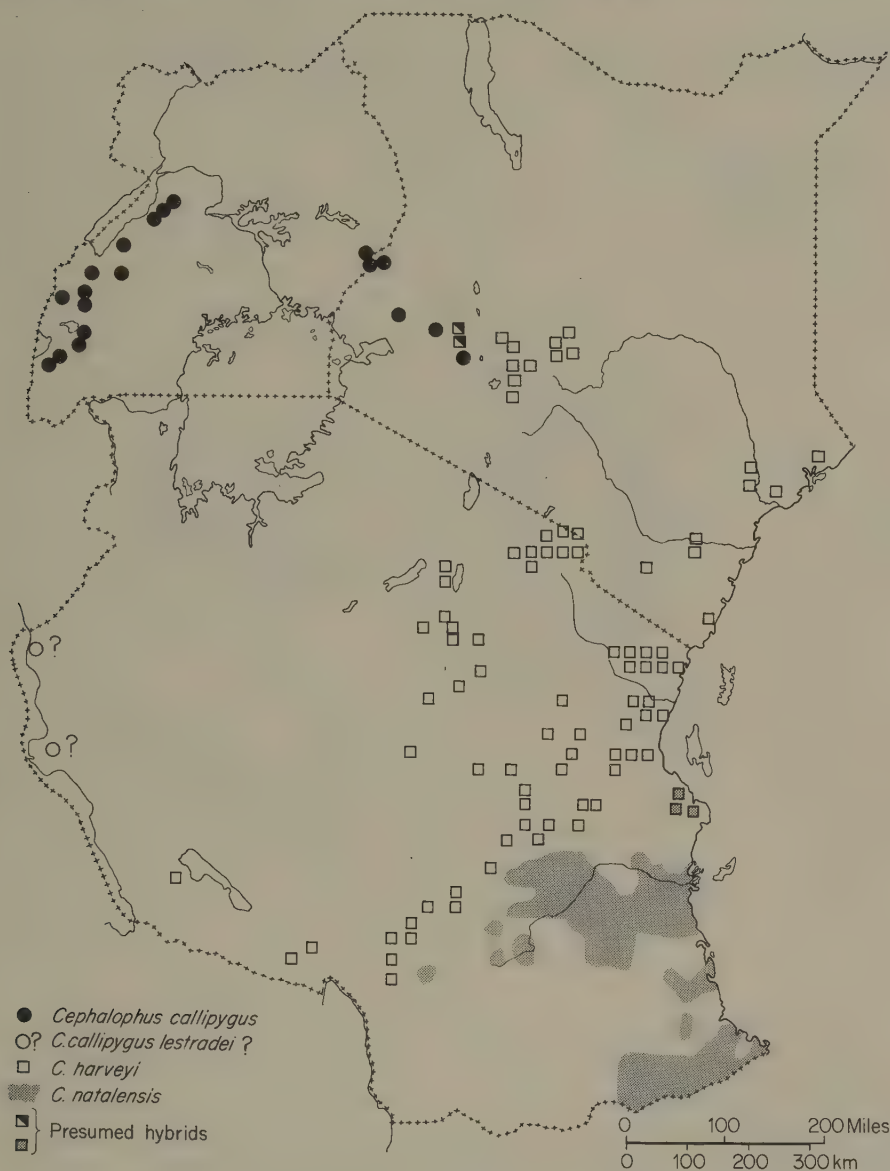 ?
?
Cephalophus callipygus
? C.callipygus lestradei ?
C. harveyi
C. natalensis
Presumed hybrids
0 100 200 Miles
0 100 200 300 km